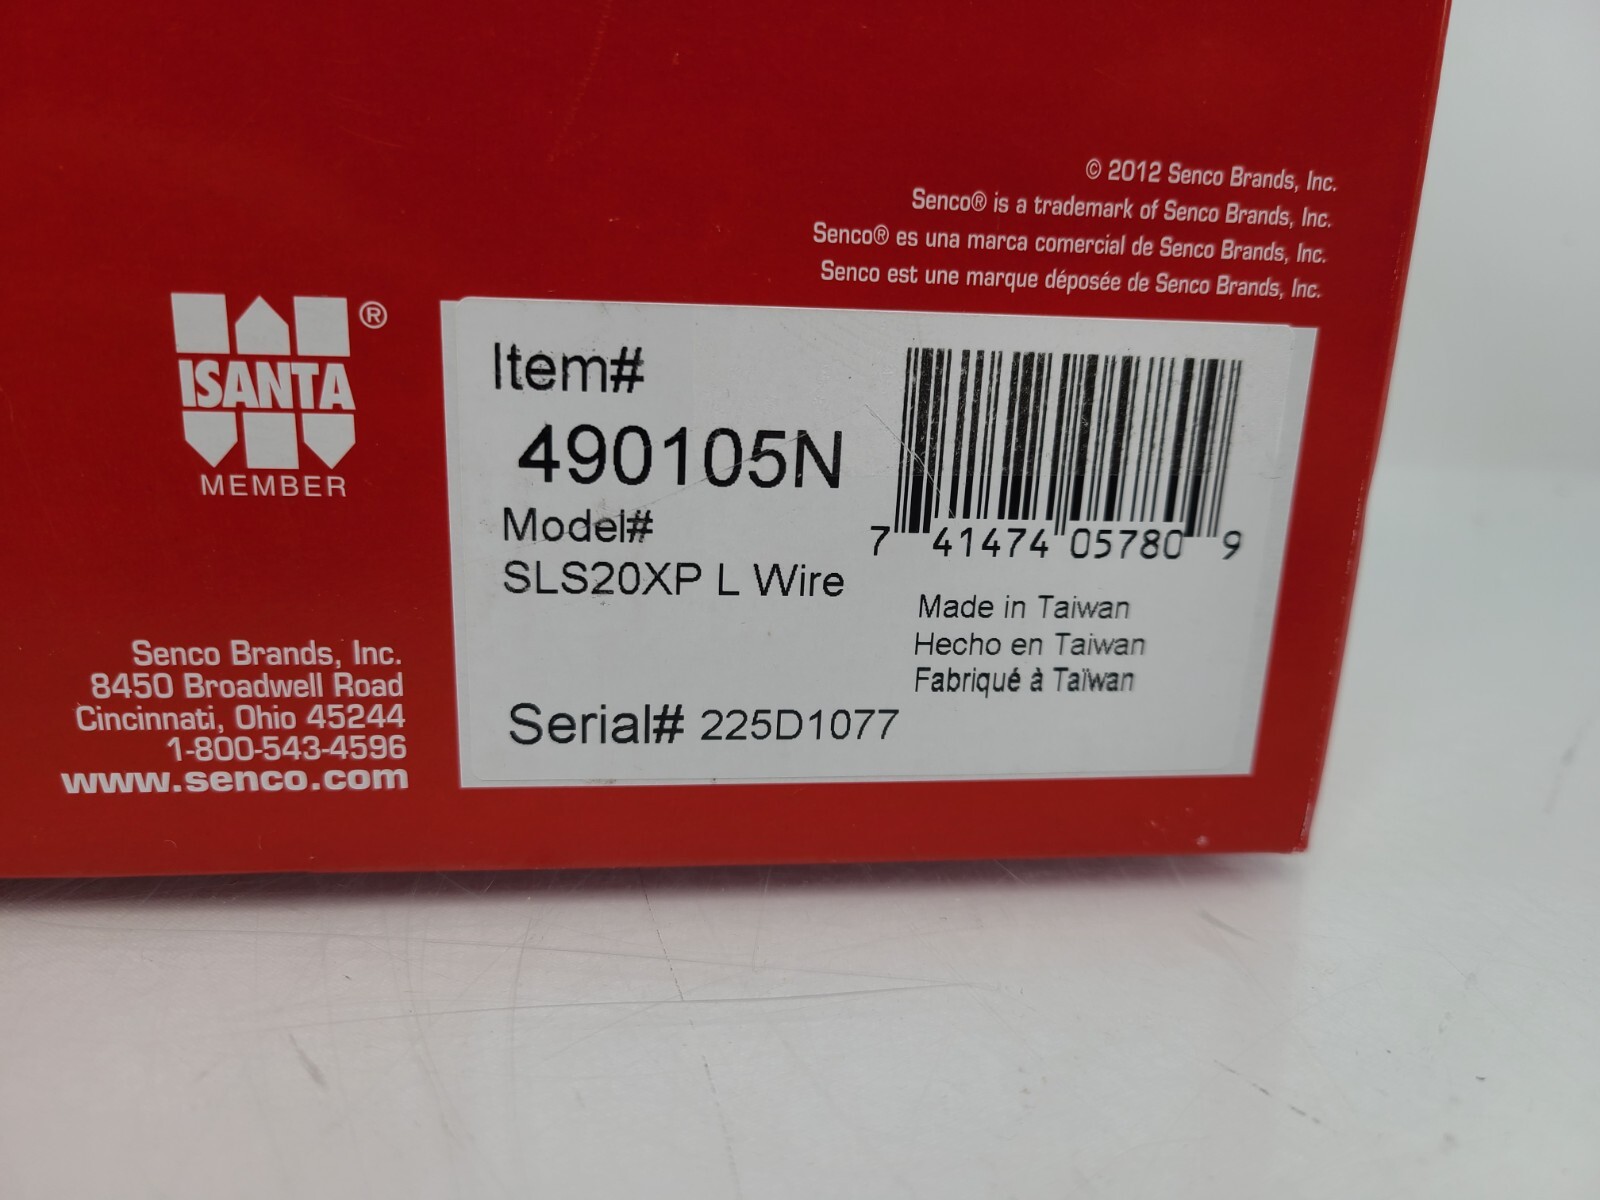 © 2012 Senco Brands, Inc.
Senco® is a trademark of Senco Brands, Inc.
Senco® es una marca comercial de Senco Brands, Inc.
Senco est une marque déposée de Senco Brands, Inc.
®
ISANTA
MEMBER
Senco Brands, Inc.
8450 Broadwell Road
Cincinnati, Ohio 45244
1-800-543-4596
www.senco.com
Item#
490105N
Model#
SLS20XP L Wire
Serial# 225D1077
7 41474 05780 9
Made in Taiwan
Hecho en Taiwan
Fabriqué à Taïwan